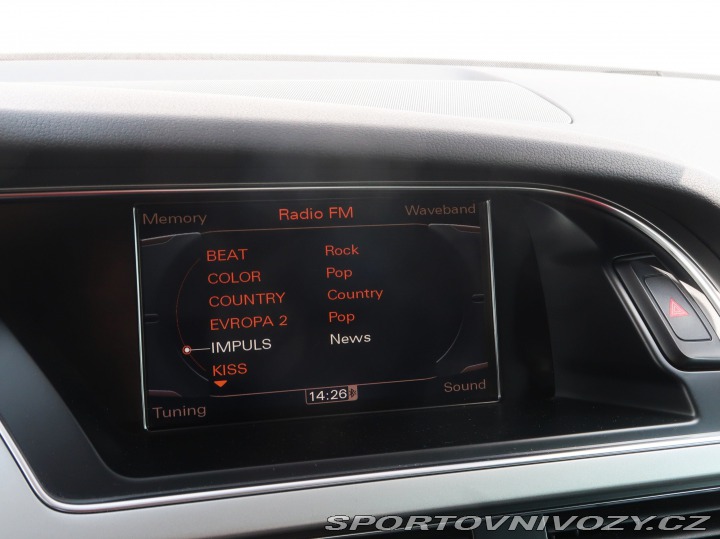 Memory Radio FM Waveband
BEAT Rock
COLOR Pop
COUNTRY Country
EVROPA 2 Pop
IMPULS News
KISS
14:26
Tuning Sound
SPORTOVNIVOZY.CZ